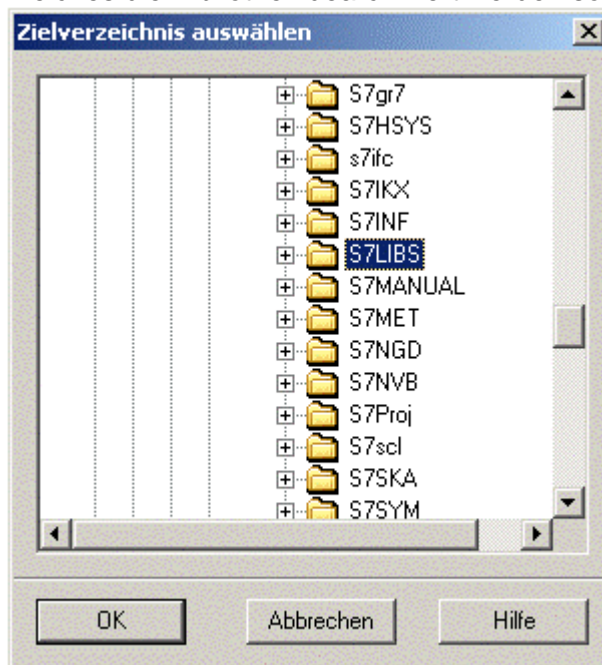 Zielverzeichnis auswählen
S7gr7
S7HSYS
s7ifc
S7IKX
S7INF
S7LIBS
S7MANUAL
S7MET
S7NGD
S7NVB
S7Proj
S7scl
S7SKA
S7SYM
OK
Abbrechen
Hilfe